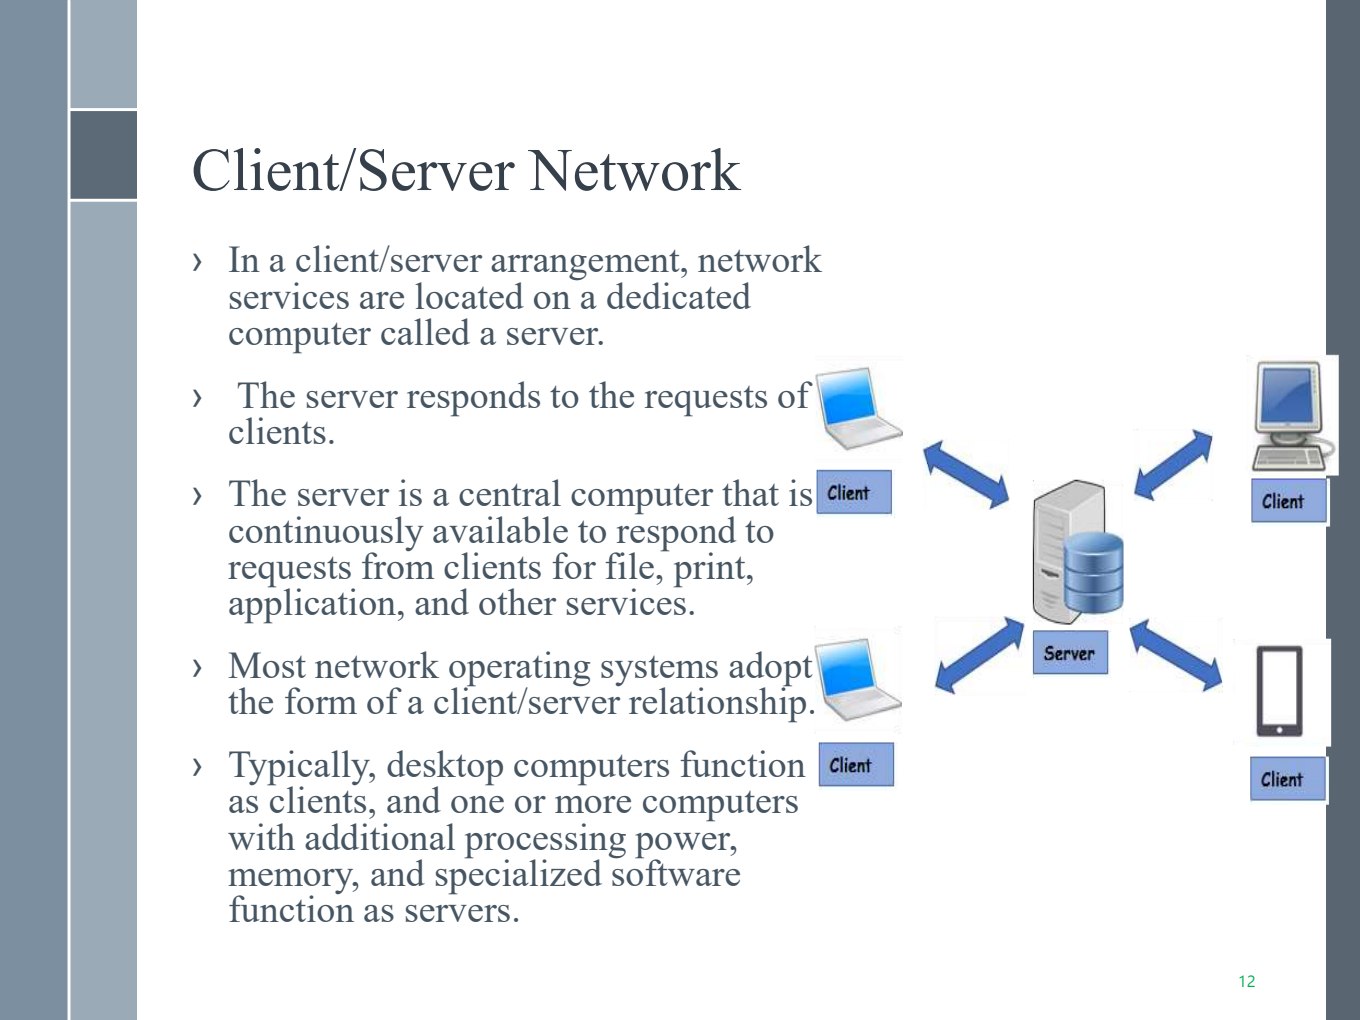 Client/Server Network
› In a client/server arrangement, network
services are located on a dedicated
computer called a server.
› The server responds to the requests of
clients.
› The server is a central computer that is
continuously available to respond to
requests from clients for file, print,
application, and other services.
› Most network operating systems adopt
the form of a client/server relationship.
› Typically, desktop computers function
as clients, and one or more computers
with additional processing power,
memory, and specialized software
function as servers.
Client
Client
Server
Client
Client
12